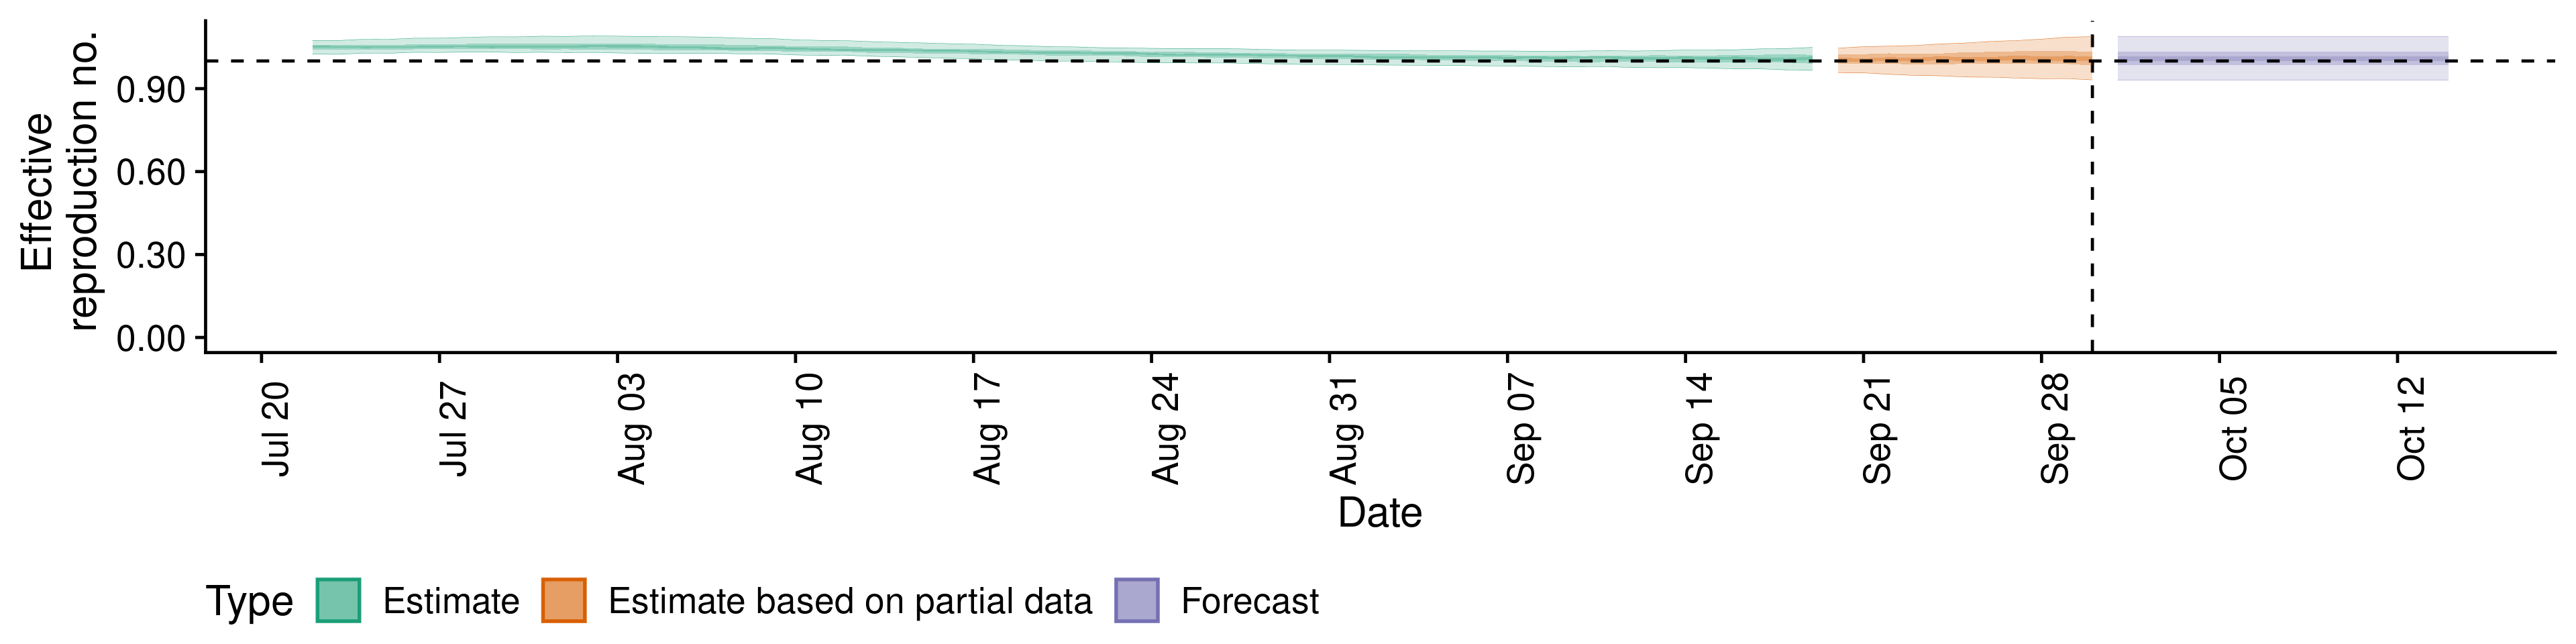 Effective
reproduction no.
0.90
0.60
0.30
0.00
Jul 20
Jul 27
Aug 03
Aug 10
Aug 17
Aug 24
Aug 31
Sep 07
Sep 14
Sep 21
Sep 28
Oct 05
Oct 12
Date
Type Estimate Estimate based on partial data Forecast